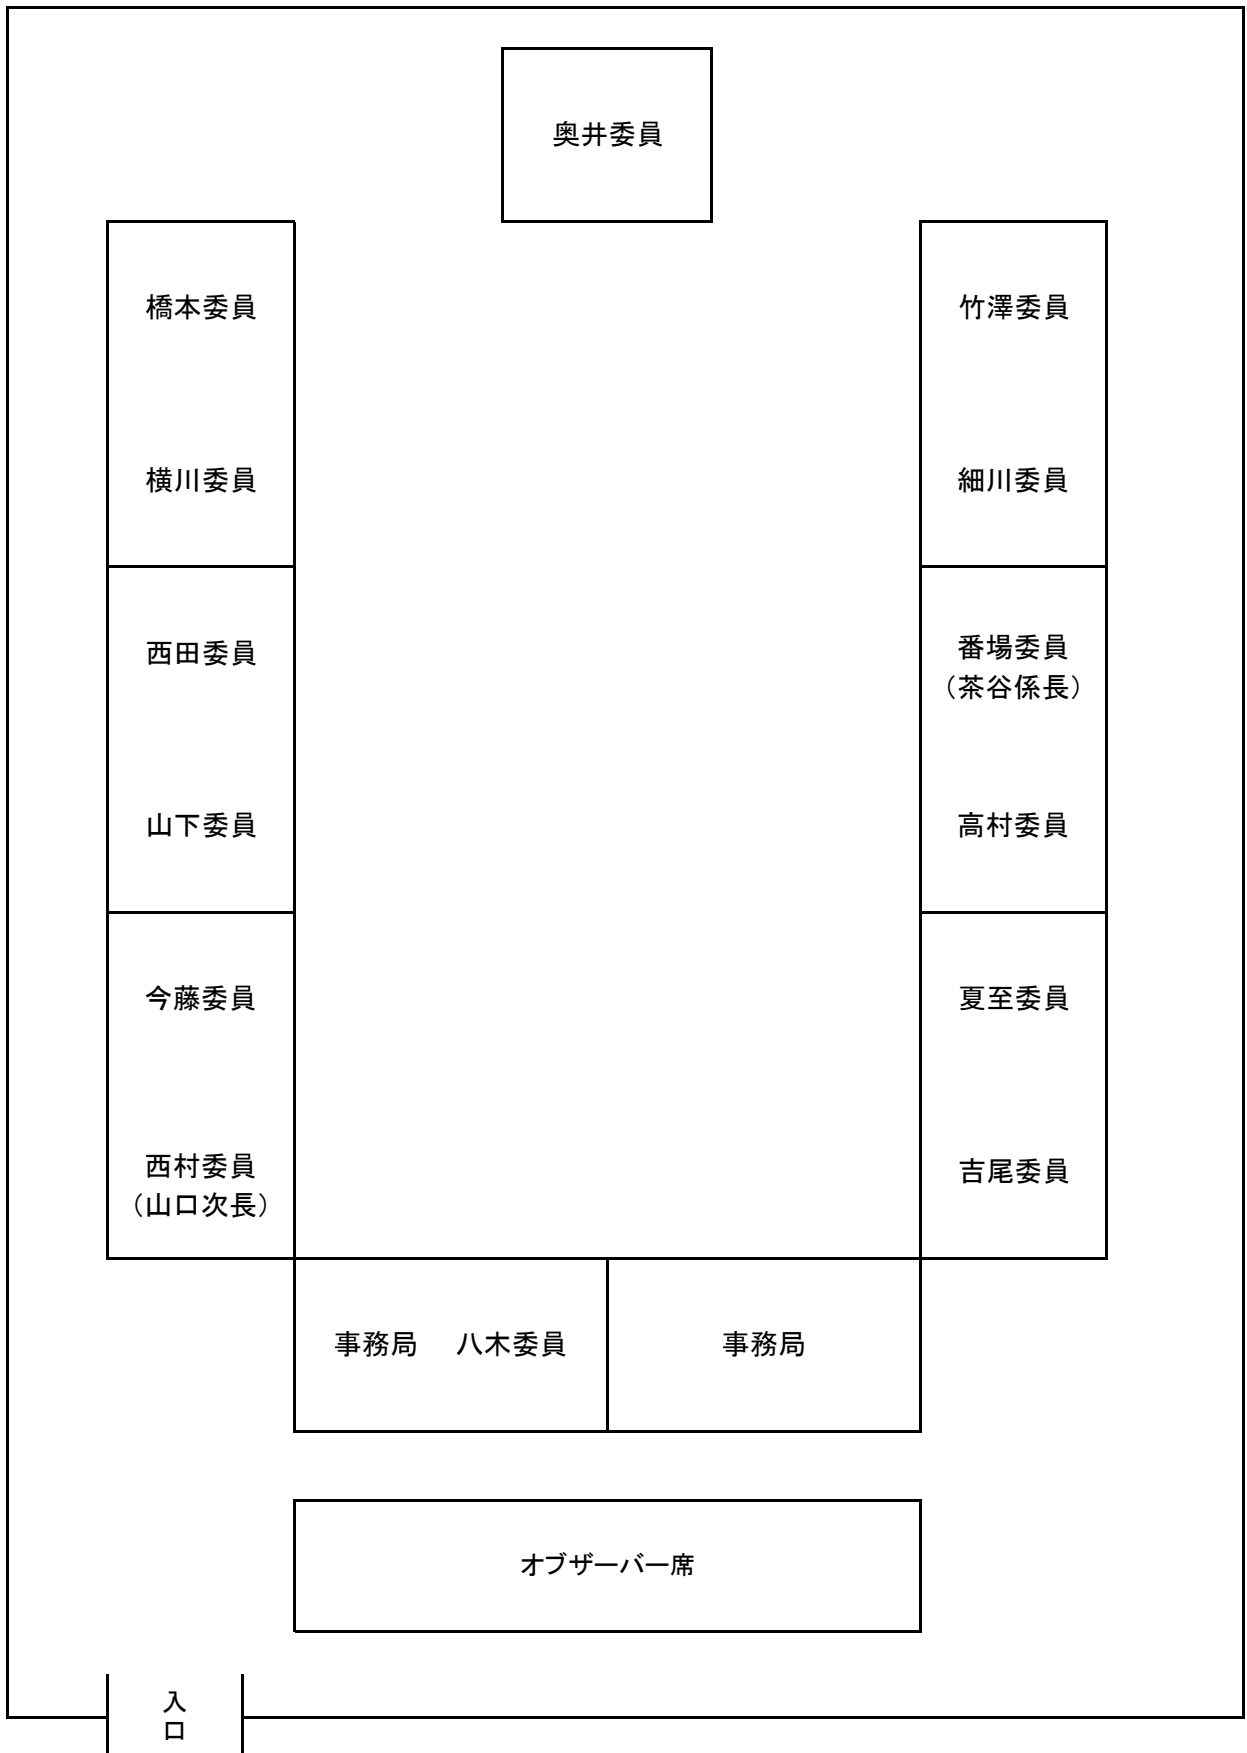 奥井委員
橋本委員
竹澤委員
横川委員
細川委員
西田委員
番場委員
（茶谷係長）
山下委員
高村委員
今藤委員
夏至委員
西村委員
（山口次長）
吉尾委員
事務局　八木委員
事務局
オブザーバー席
入
口